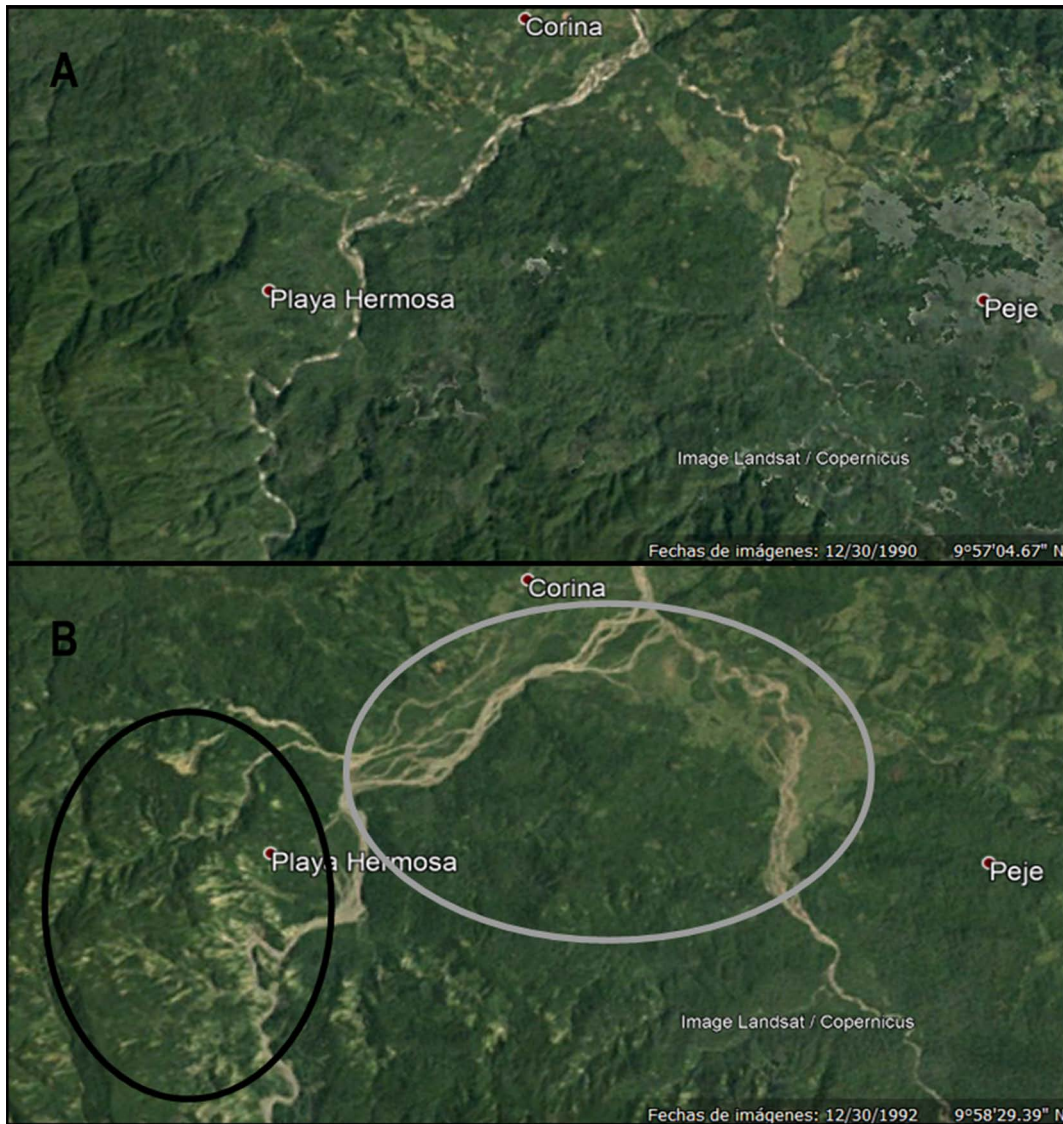 A
Corina
Playa Hermosa
Peje
Image Landsat / Copernicus
Fechas de imágenes: 12/30/1990 9°57'04.67" N
B
Corina
Playa Hermosa
Peje
Image Landsat / Copernicus
Fechas de imágenes: 12/30/1992 9°58'29.39" N